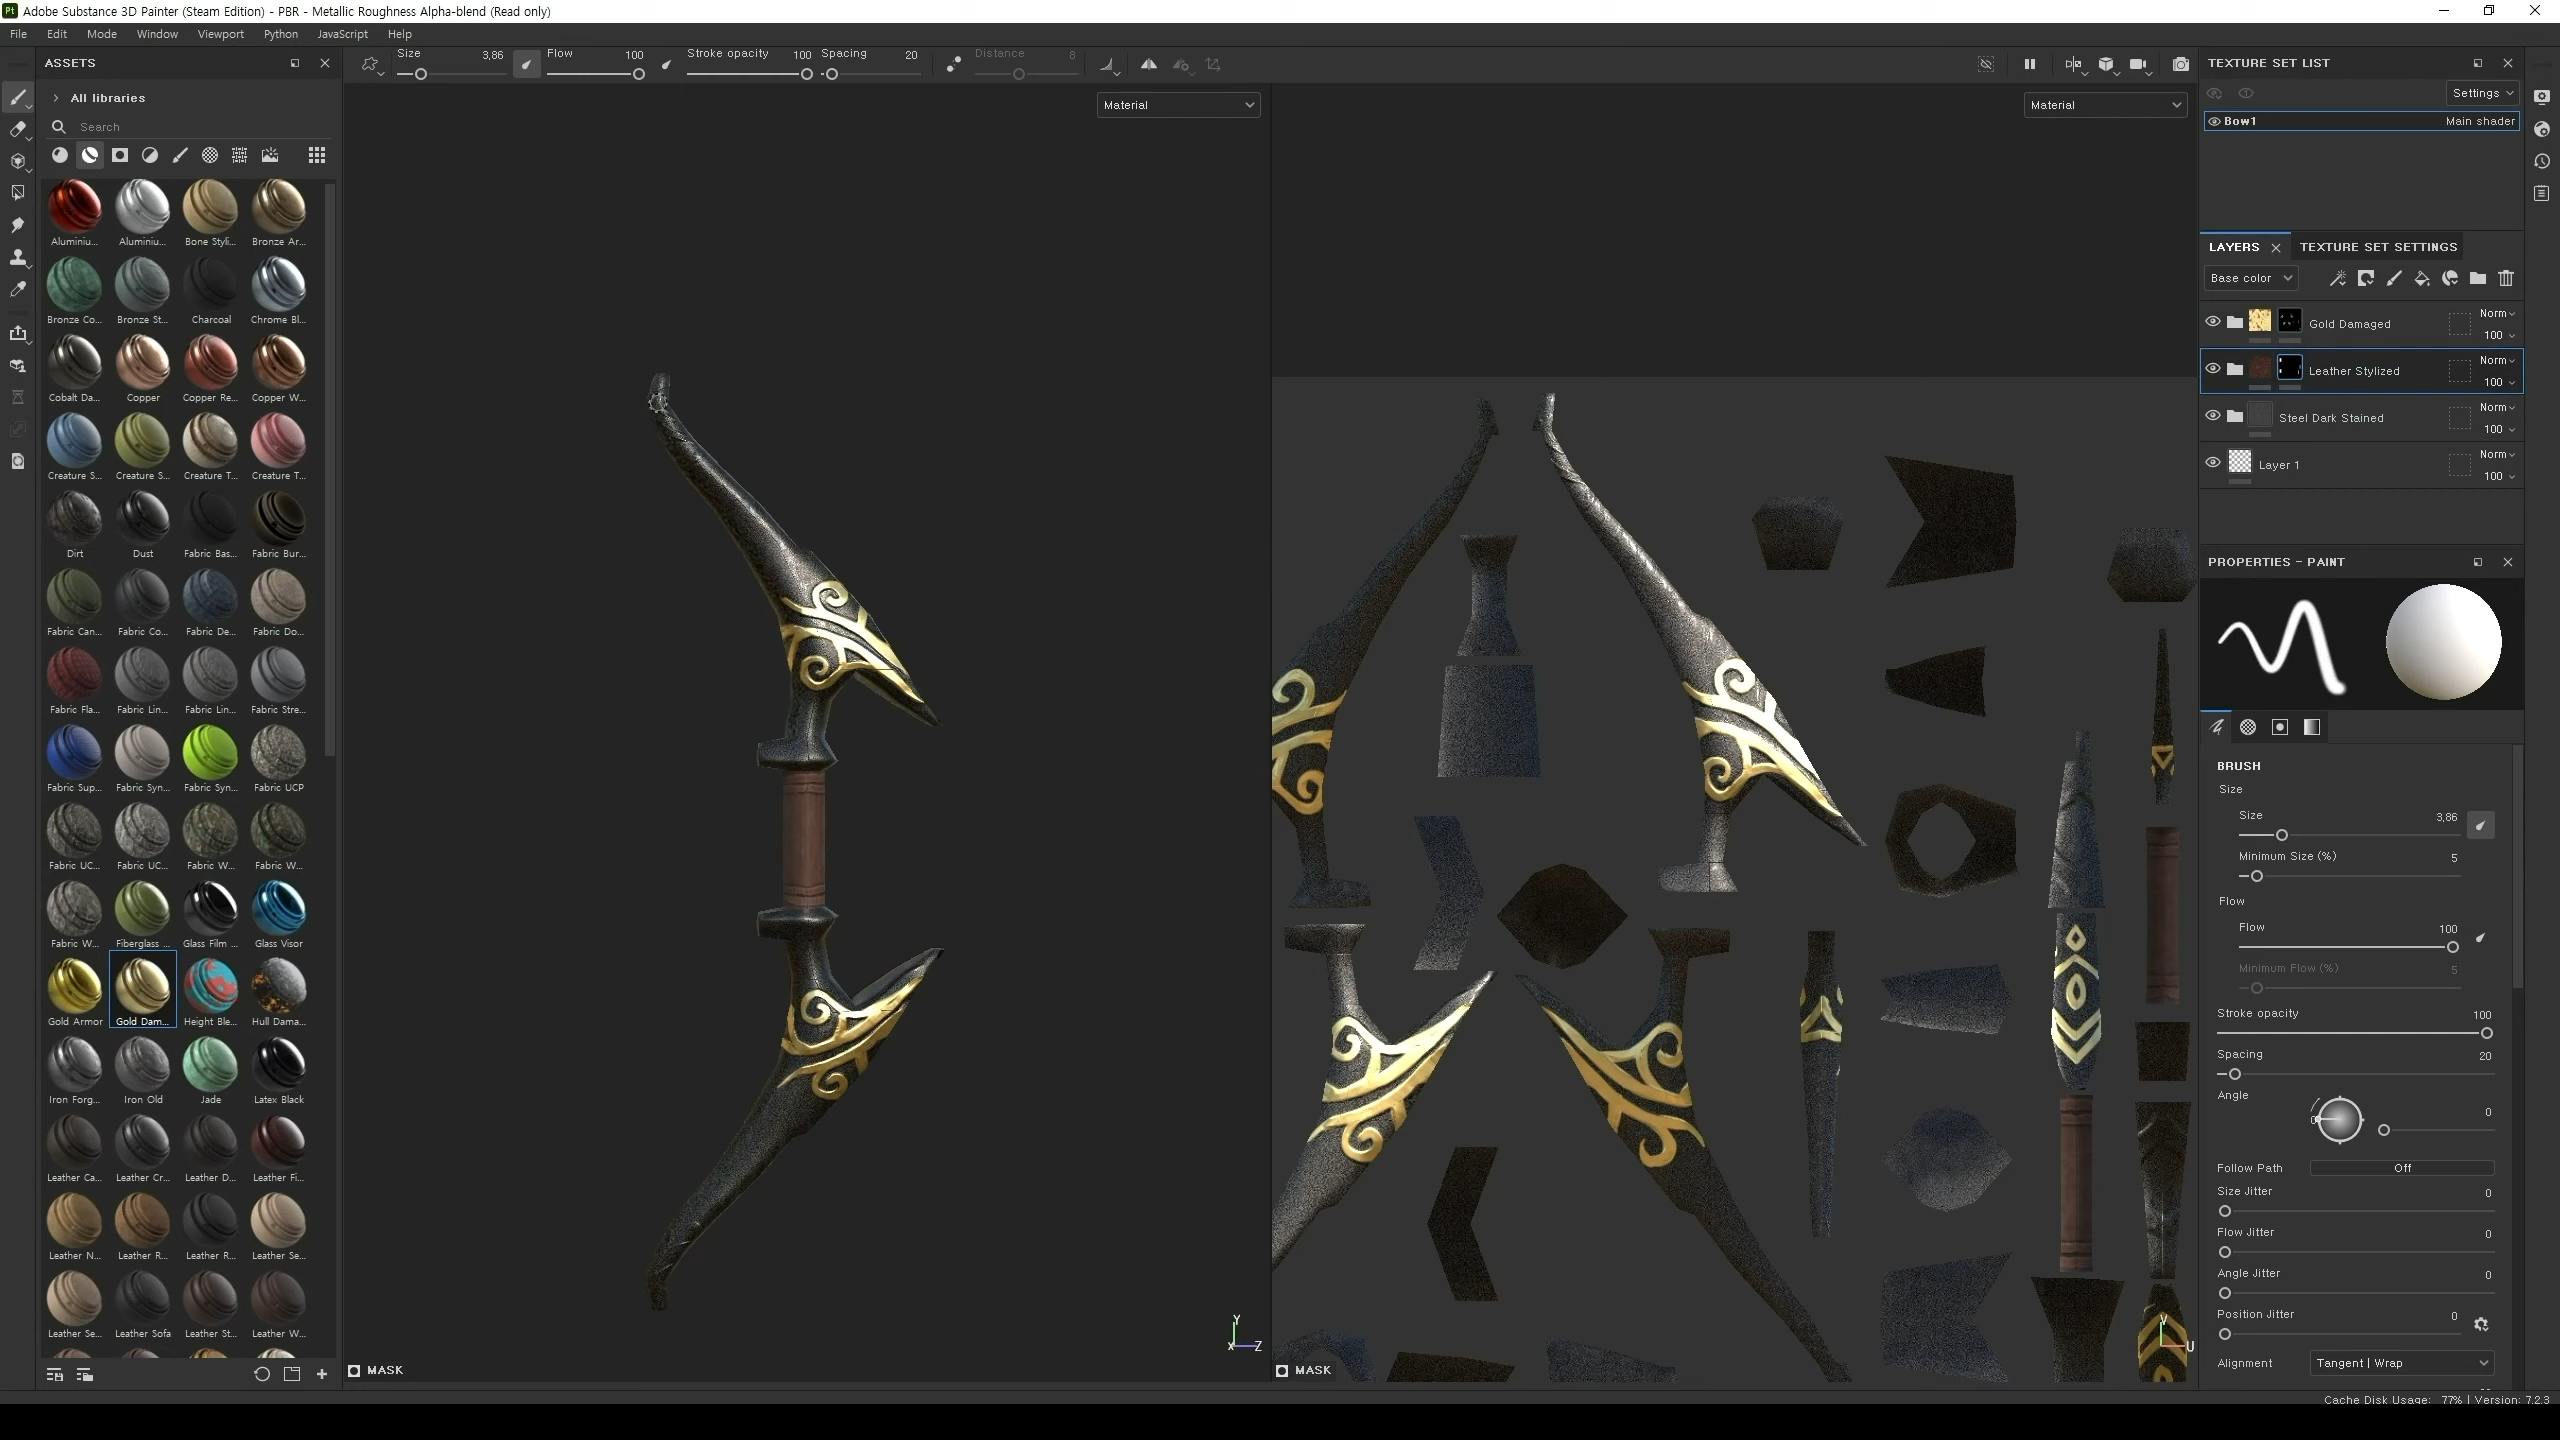 Adobe Substance 3D Painter (Steam Edition) - PBR - Metallic Roughness Alpha-blend (Read only)
File Edit Mode Window Viewport Python JavaScript Help
ASSETS
Size 3,86 Flow 100 Stroke opacity 100 Spacing 20 Distance 8
All libraries
Search
Material
Material
Aluminiu... Aluminiu... Bone Styli... Bronze Ar...
Bronze Co... Bronze St... Charcoal Chrome Bl...
Cobalt Da... Copper Copper Re... Copper W...
Creature S... Creature S... Creature T... Creature T...
Dirt Dust Fabric Bas... Fabric Bur...
Fabric Can... Fabric Co... Fabric De... Fabric Do...
Fabric Fla... Fabric Lin... Fabric Lin... Fabric Stre...
Fabric Sup... Fabric Syn... Fabric Syn... Fabric UCP
Fabric UC... Fabric UC... Fabric W... Fabric W...
Fabric W... Fiberglass ... Glass Film ... Glass Visor
Gold Armor Gold Dam... Height Ble... Hull Dama...
Iron Forg... Iron Old Jade Latex Black
Leather Ca... Leather Cr... Leather D... Leather Fi...
Leather N... Leather R... Leather R... Leather Se...
Leather Se... Leather Sofa Leather St... Leather W...
Y
X Z
MASK
V
U
MASK
TEXTURE SET LIST
Settings
Bow1 Main shader
LAYERS TEXTURE SET SETTINGS
Base color
Gold Damaged Norm 100
Leather Stylized Norm 100
Steel Dark Stained Norm 100
Layer 1 Norm 100
PROPERTIES - PAINT
BRUSH
Size
Size 3,86
Minimum Size (%) 5
Flow
Flow 100
Minimum Flow (%) 5
Stroke opacity 100
Spacing 20
Angle
0 0
Follow Path Off
Size Jitter 0
Flow Jitter 0
Angle Jitter 0
Position Jitter 0
Alignment Tangent | Wrap
Cache Disk Usage: 77% | Version: 7.2.3